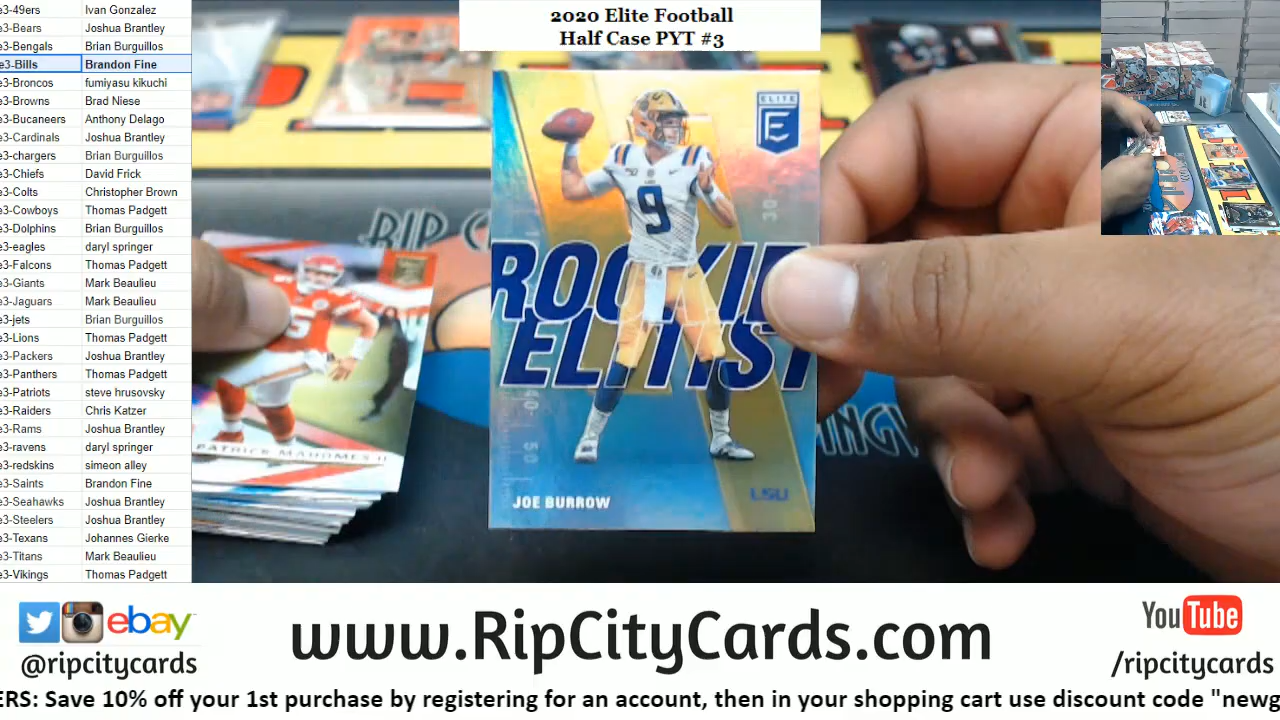 2020 Elite Football
Half Case PYT #3
e3-49ers Ivan Gonzalez
e3-Bears Joshua Brantley
e3-Bengals Brian Burguillos
e3-Bills Brandon Fine
e3-Broncos fumiyasu kikuchi
e3-Browns Brad Niese
e3-Bucaneers Anthony Delago
e3-Cardinals Joshua Brantley
e3-chargers Brian Burguillos
e3-Chiefs David Frick
e3-Colts Christopher Brown
e3-Cowboys Thomas Padgett
e3-Dolphins Brian Burguillos
e3-eagles daryl springer
e3-Falcons Thomas Padgett
e3-Giants Mark Beaulieu
e3-Jaguars Mark Beaulieu
e3-jets Brian Burguillos
e3-Lions Thomas Padgett
e3-Packers Joshua Brantley
e3-Panthers Thomas Padgett
e3-Patriots steve hrusovsky
e3-Raiders Chris Katzer
e3-Rams Joshua Brantley
e3-ravens daryl springer
e3-redskins simeon alley
e3-Saints Brandon Fine
e3-Seahawks Joshua Brantley
e3-Steelers Joshua Brantley
e3-Texans Johannes Gierke
e3-Titans Mark Beaulieu
e3-Vikings Thomas Padgett
RIP C
ELITE
E
9
ROOKIE
ELITIST
JOE BURROW
LSU
PATRICK MAHOMES II
ebay
@ripcitycards
www.RipCityCards.com
YouTube
/ripcitycards
ERS: Save 10% off your 1st purchase by registering for an account, then in your shopping cart use discount code "newg